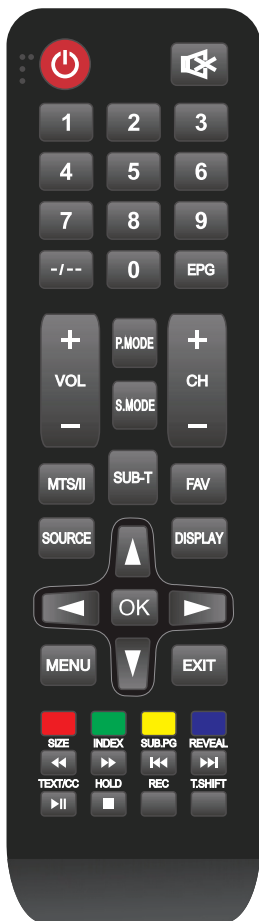 1 2 3
4 5 6
7 8 9
-/-- 0 EPG
+ P.MODE +
VOL CH
S.MODE
- -
MTS/II SUB-T FAV
SOURCE DISPLAY
OK
MENU EXIT
SIZE INDEX SUB.PG REVEAL
TEXT/CC HOLD REC T.SHIFT